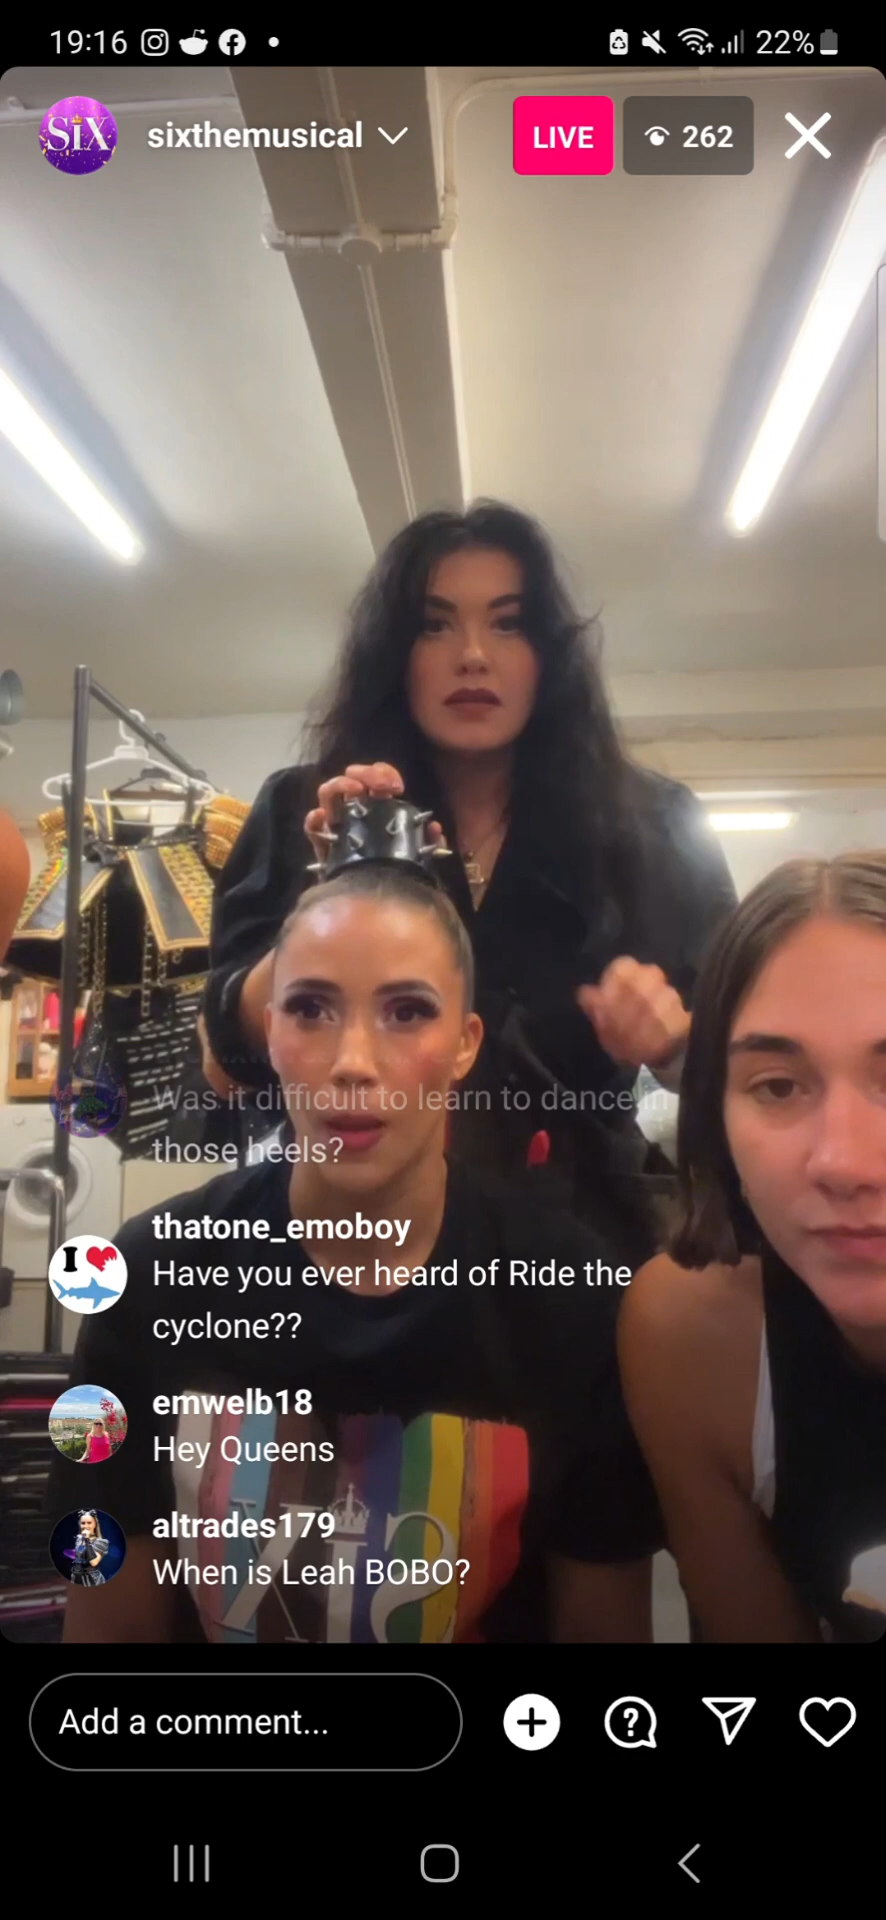 19:16
22%
SIX
sixthemusical
LIVE
262
Was it difficult to learn to dance in
those heels?
thatone_emoboy
I
Have you ever heard of Ride the
cyclone??
emwelb18
Hey Queens
SIX
altrades179
When is Leah BOBO?
Add a comment...